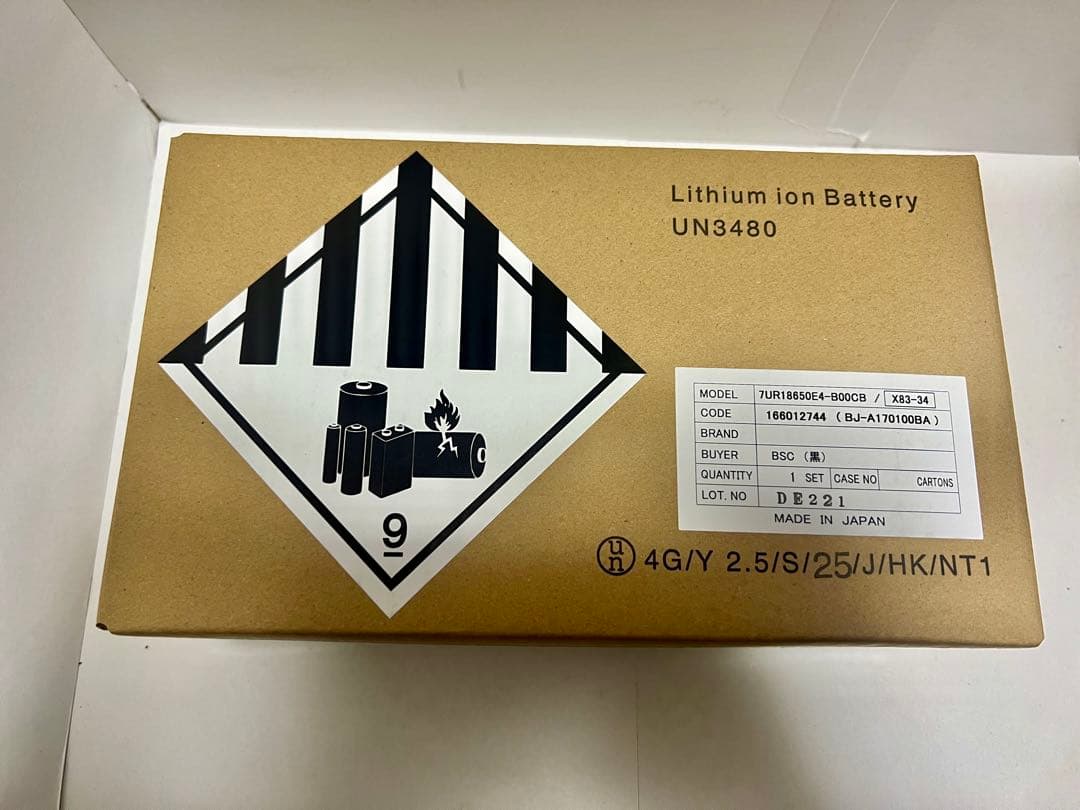 Lithium ion Battery
UN3480
MODEL 7UR18650E4-B00CB / X83-34
CODE 166012744 ( BJ-A170100BA )
BRAND
BUYER BSC (黒)
QUANTITY 1 SET CASE NO CARTONS
LOT. NO DE221
MADE IN JAPAN
9
un 4G/Y 2.5/S/25/J/HK/NT1